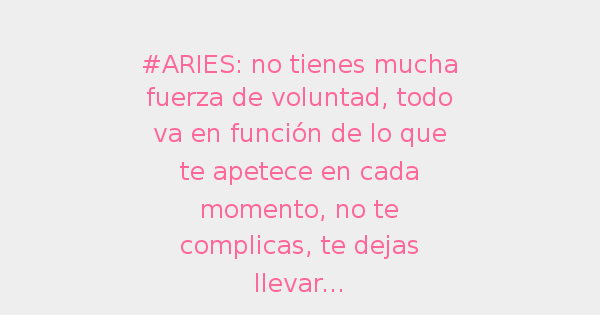 #ARIES: no tienes mucha
fuerza de voluntad, todo
va en función de lo que
te apetece en cada
momento, no te
complicas, te dejas
llevar...